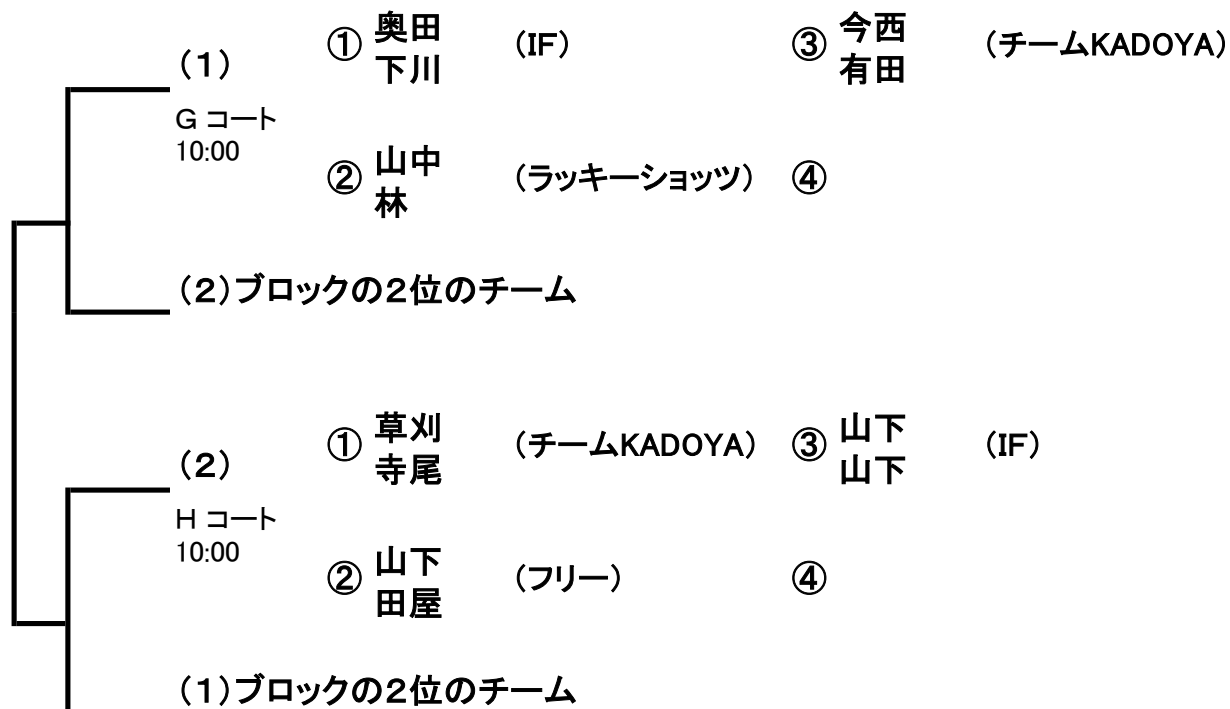 (1)
Gコート
10:00
① 奥田 下川 (IF)
③ 今西 有田 (チームKADOYA)
② 山中 林 (ラッキーショッツ)
④
(2)ブロックの2位のチーム
(2)
Hコート
10:00
① 草刈 寺尾 (チームKADOYA)
③ 山下 山下 (IF)
② 山下 田屋 (フリー)
④
(1)ブロックの2位のチーム